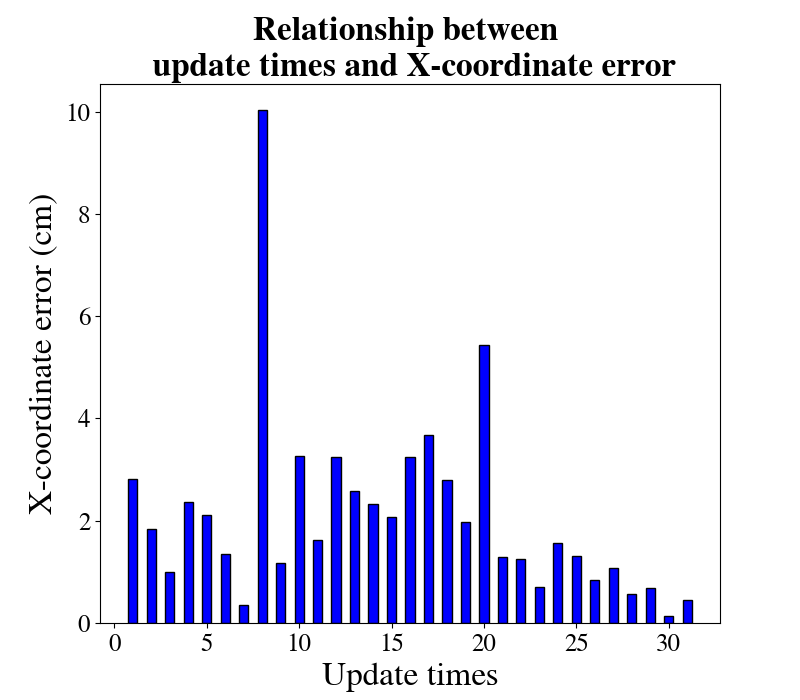 Relationship between
update times and X-coordinate error
X-coordinate error (cm)
10
8
6
4
2
0
0 5 10 15 20 25 30
Update times